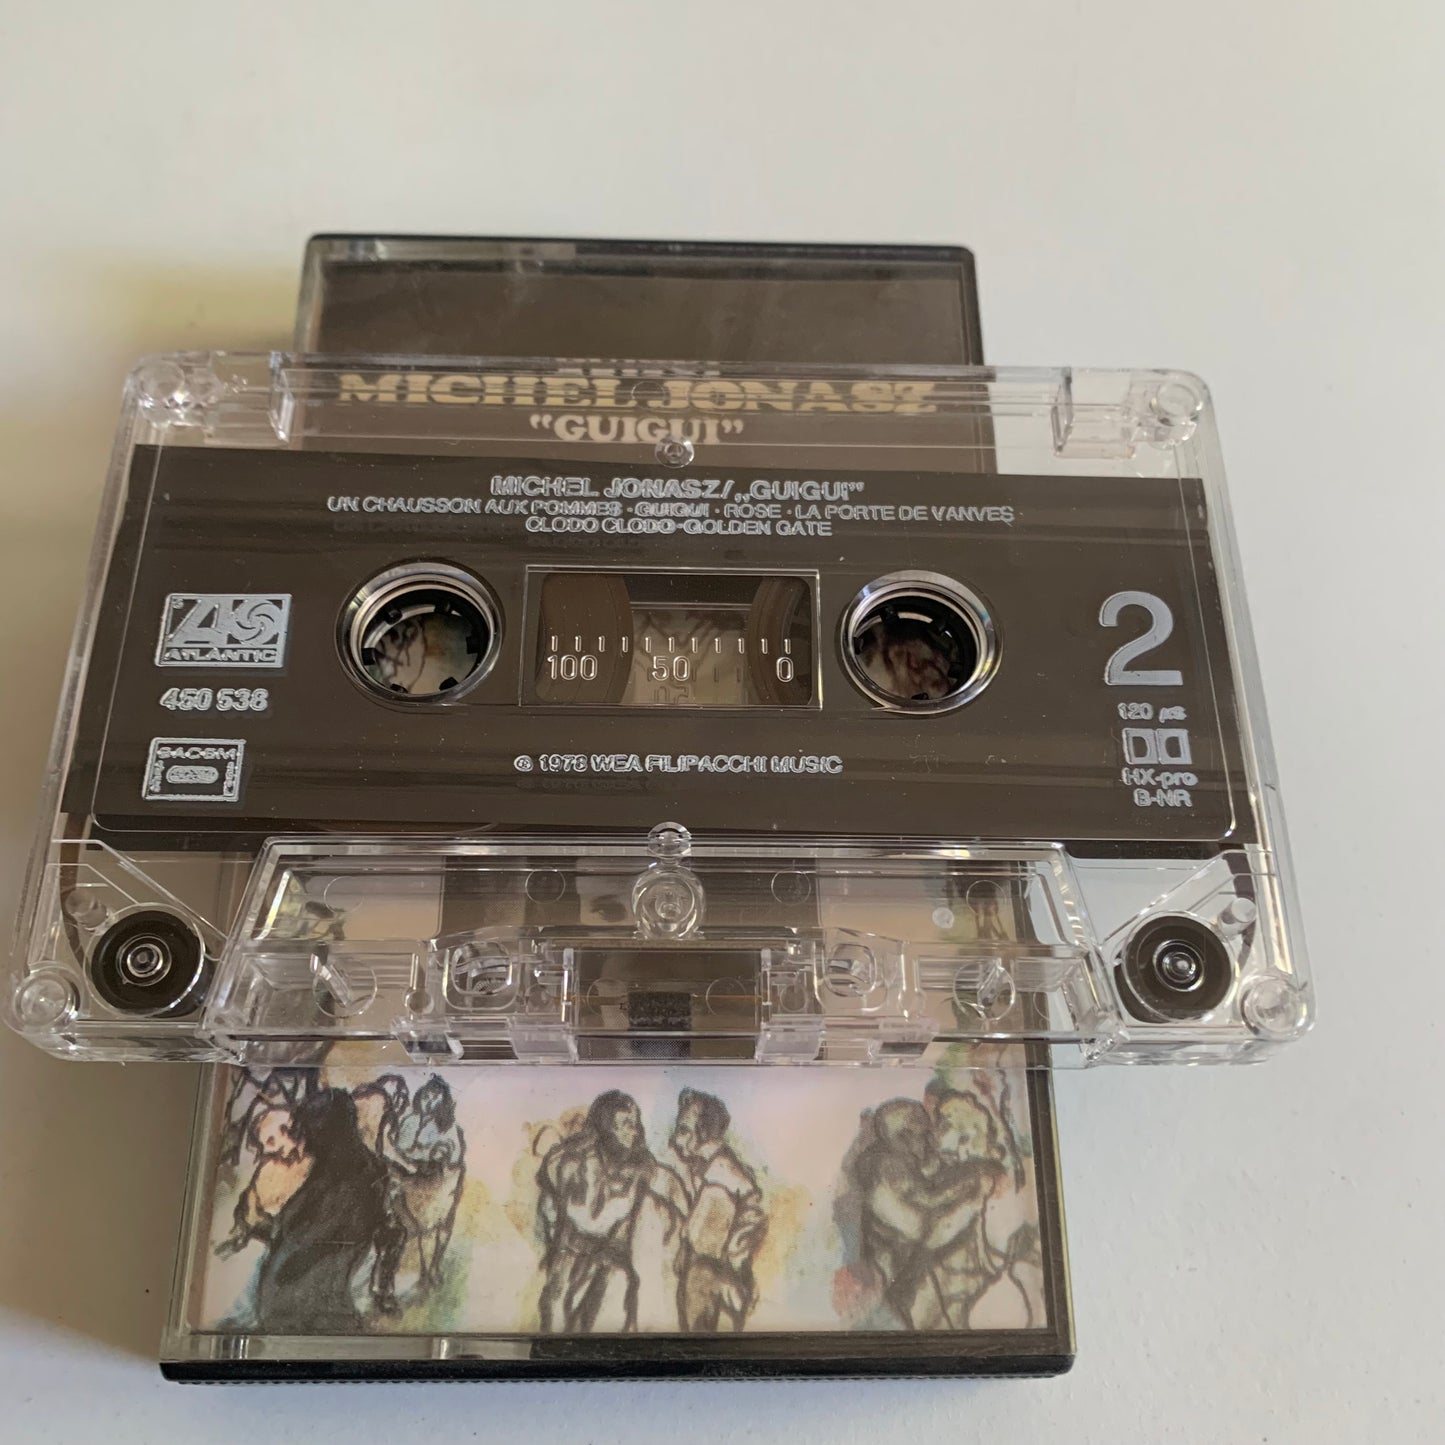 MICHEL JONASZ
“GUIGUI”
MICHEL JONASZ/„GUIGUI”
UN CHAUSSON AUX POMMES · GUIGUI · ROSE · LA PORTE DE VANVES
CLODO CLODO · GOLDEN GATE
ATLANTIC
450 538
SACEM
100 50 0
2
120 µs
HX-pro
B-NR
℗ 1978 WEA FILIPACCHI MUSIC